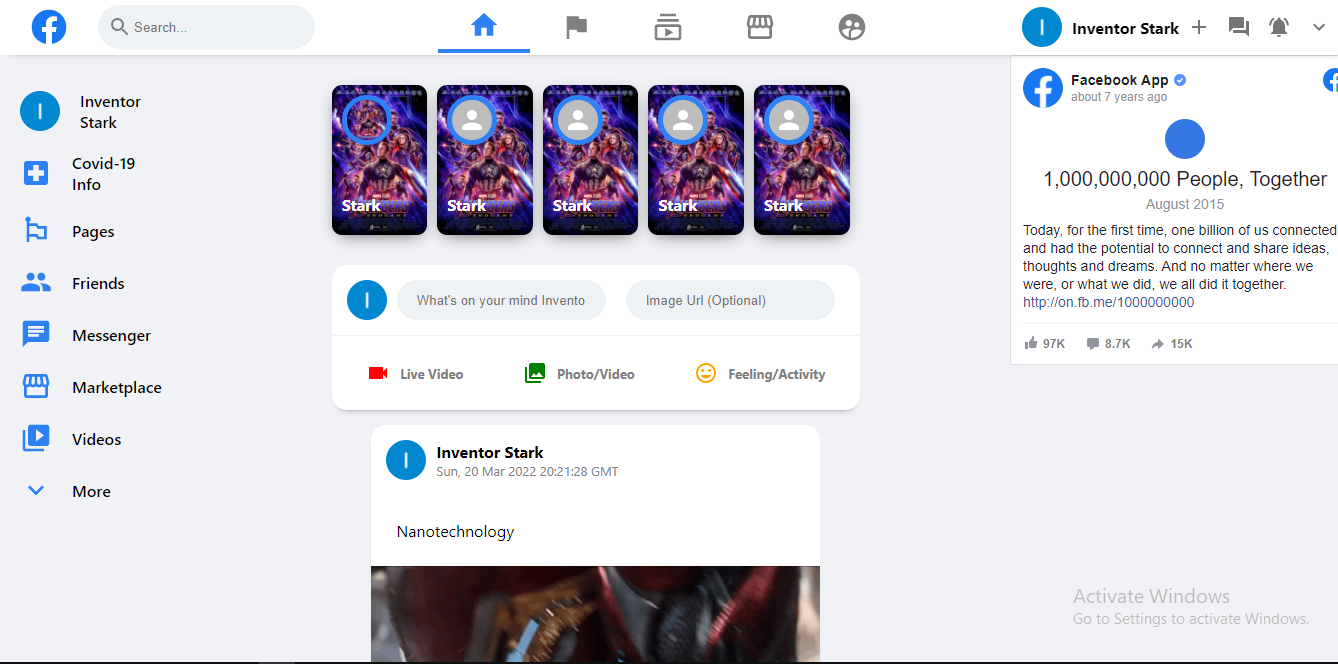 Search...
I
Inventor Stark
I
Inventor
Stark
Covid-19
Info
Pages
Friends
Messenger
Marketplace
Videos
More
Stark
Stark
Stark
Stark
Stark
I
What's on your mind Invento
Image Url (Optional)
Live Video
Photo/Video
Feeling/Activity
I
Inventor Stark
Sun, 20 Mar 2022 20:21:28 GMT
Nanotechnology
Facebook App
about 7 years ago
1,000,000,000 People, Together
August 2015
Today, for the first time, one billion of us connected
and had the potential to connect and share ideas,
thoughts and dreams. And no matter where we
were, or what we did, we all did it together.
http://on.fb.me/1000000000
97K
8.7K
15K
Activate Windows
Go to Settings to activate Windows.